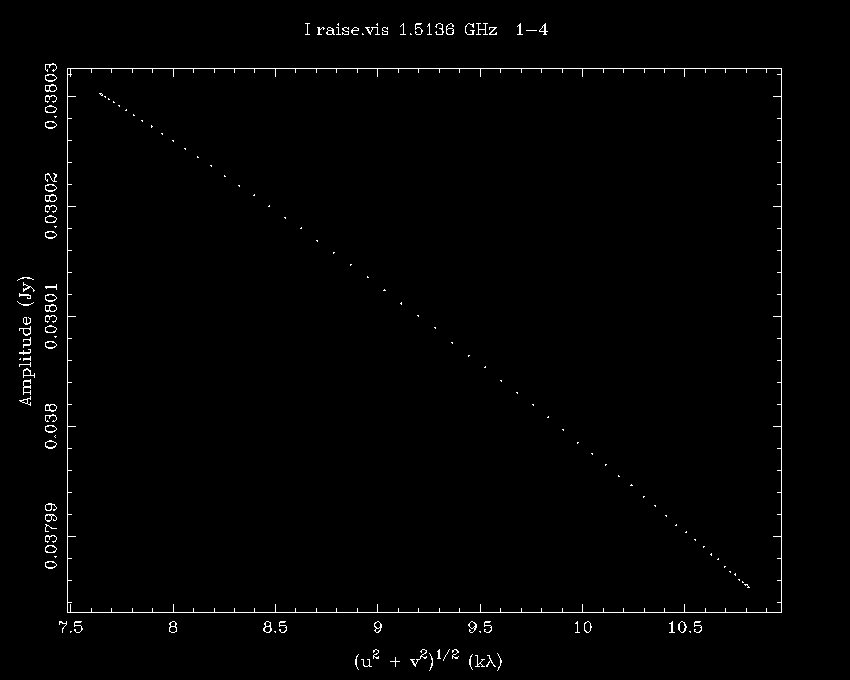 I raise.vis 1.5136 GHz 1−4
0.03803
0.03802
0.03801
0.038
0.03799
Amplitude (Jy)
7.5 8 8.5 9 9.5 10 10.5
(u² + v²)^1/2 (kλ)